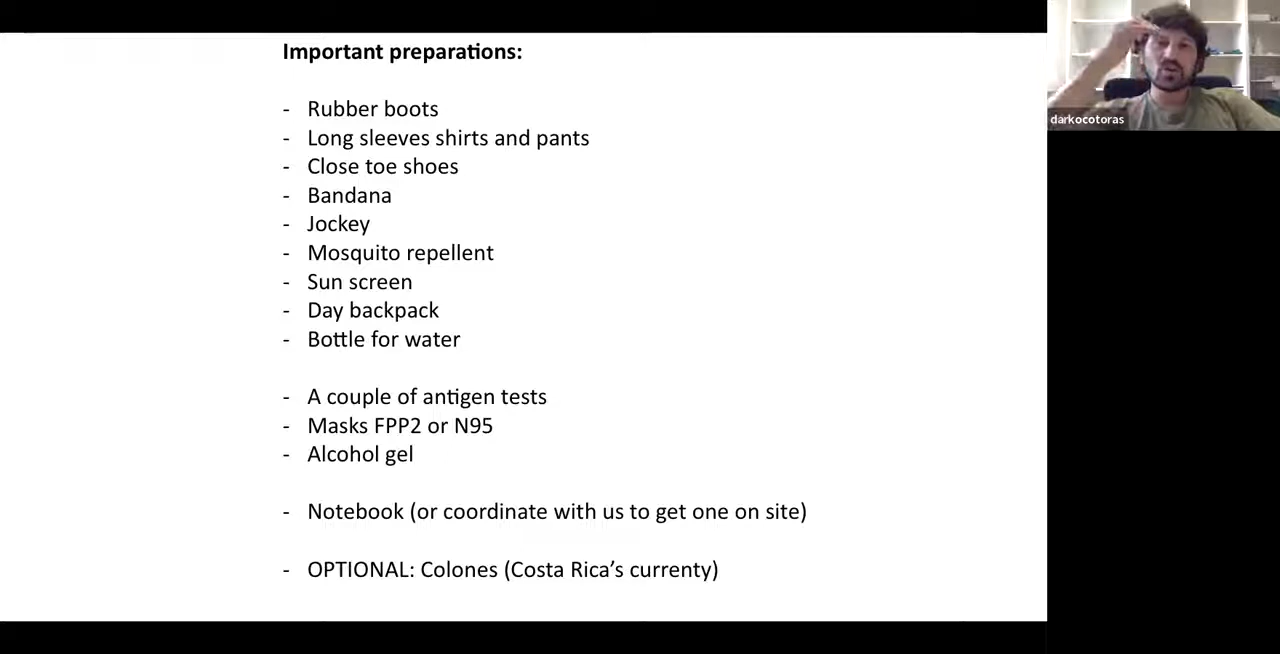 Important preparations:
- Rubber boots
- Long sleeves shirts and pants
- Close toe shoes
- Bandana
- Jockey
- Mosquito repellent
- Sun screen
- Day backpack
- Bottle for water
- A couple of antigen tests
- Masks FPP2 or N95
- Alcohol gel
- Notebook (or coordinate with us to get one on site)
- OPTIONAL: Colones (Costa Rica’s currenty)
darkocotoras